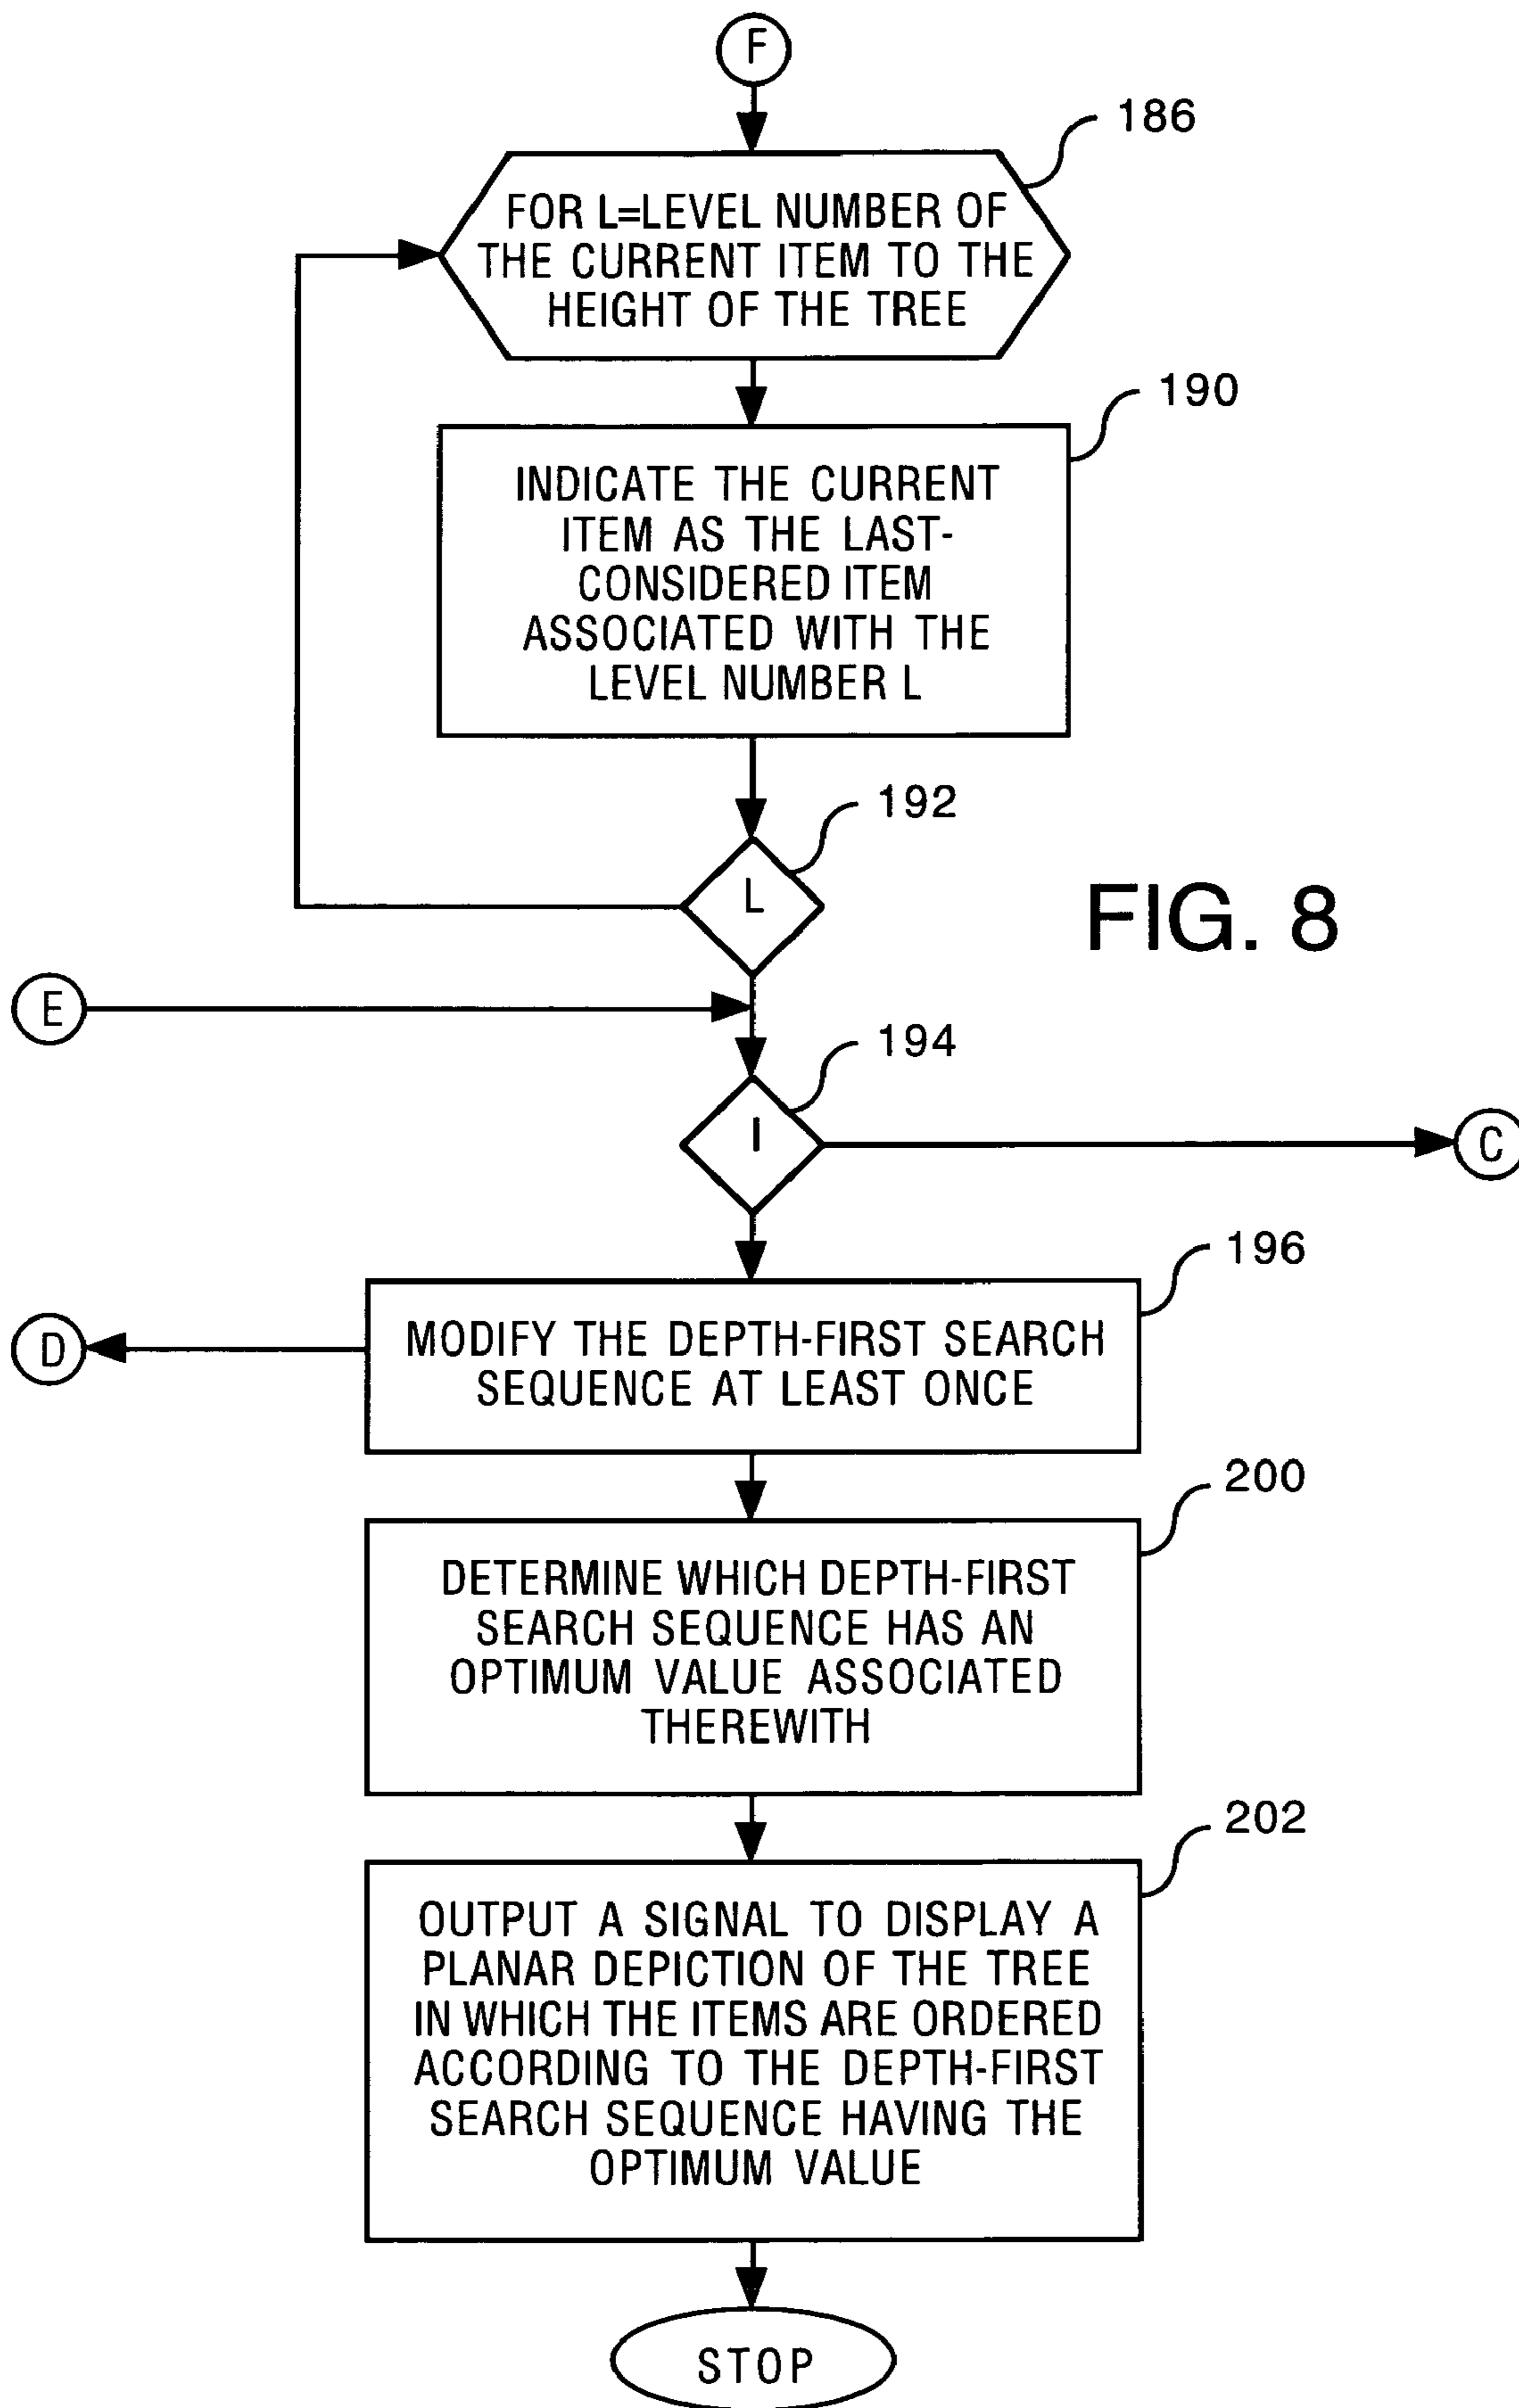 F
186
FOR L=LEVEL NUMBER OF
THE CURRENT ITEM TO THE
HEIGHT OF THE TREE
190
INDICATE THE CURRENT
ITEM AS THE LAST-
CONSIDERED ITEM
ASSOCIATED WITH THE
LEVEL NUMBER L
192
L
FIG. 8
E
194
I
C
196
D
MODIFY THE DEPTH-FIRST SEARCH
SEQUENCE AT LEAST ONCE
200
DETERMINE WHICH DEPTH-FIRST
SEARCH SEQUENCE HAS AN
OPTIMUM VALUE ASSOCIATED
THEREWITH
202
OUTPUT A SIGNAL TO DISPLAY A
PLANAR DEPICTION OF THE TREE
IN WHICH THE ITEMS ARE ORDERED
ACCORDING TO THE DEPTH-FIRST
SEARCH SEQUENCE HAVING THE
OPTIMUM VALUE
STOP